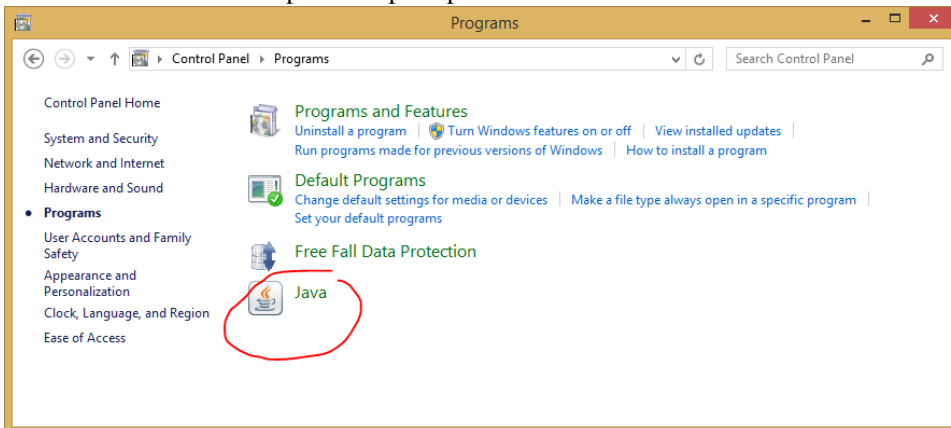 Programs
Control Panel Programs
Search Control Panel
Control Panel Home
System and Security
Network and Internet
Hardware and Sound
Programs
User Accounts and Family
Safety
Appearance and
Personalization
Clock, Language, and Region
Ease of Access
Programs and Features
Uninstall a program Turn Windows features on or off View installed updates
Run programs made for previous versions of Windows How to install a program
Default Programs
Change default settings for media or devices Make a file type always open in a specific program
Set your default programs
Free Fall Data Protection
Java